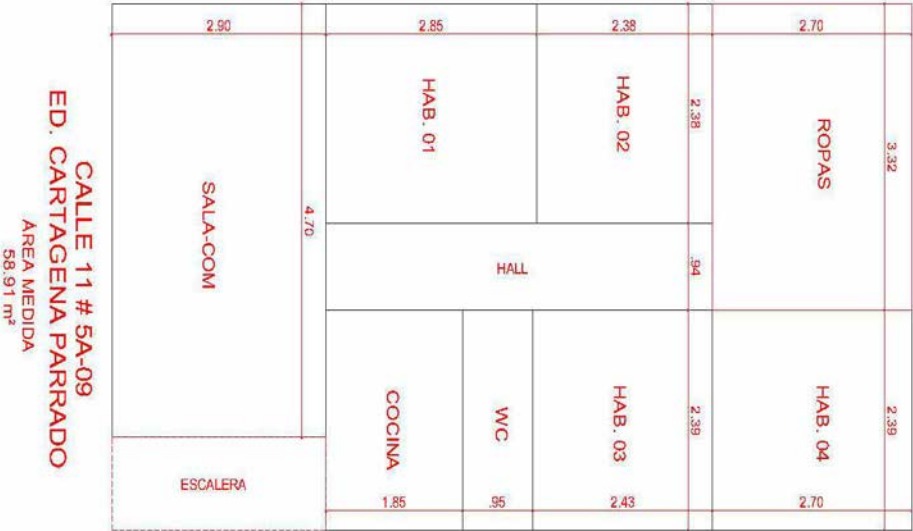 2.90
2.85
2.38
2.70
HAB. 01
HAB. 02
2.38
ROPAS
3.32
SALA-COM
4.70
HALL
.94
COCINA
WC
HAB. 03
2.39
HAB. 04
2.39
ESCALERA
1.85
.95
2.43
2.70
CALLE 11 # 5A-09
ED. CARTAGENA PARRADO
ÁREA MEDIDA
58.91 m²